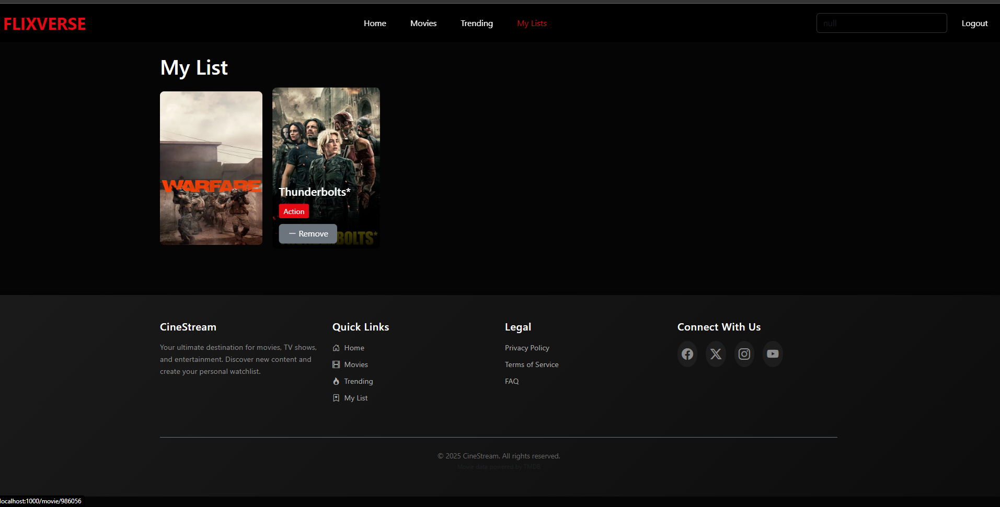 FLIXVERSE
Home
Movies
Trending
My Lists
null
Logout
My List
WARFARE
Thunderbolts*
Action
Remove
BOLTS*
CineStream
Your ultimate destination for movies, TV shows,
and entertainment. Discover new content and
create your personal watchlist.
Quick Links
Home
Movies
Trending
My List
Legal
Privacy Policy
Terms of Service
FAQ
Connect With Us
© 2025 CineStream. All rights reserved.
Movie data powered by TMDB
localhost:1000/movie/986056